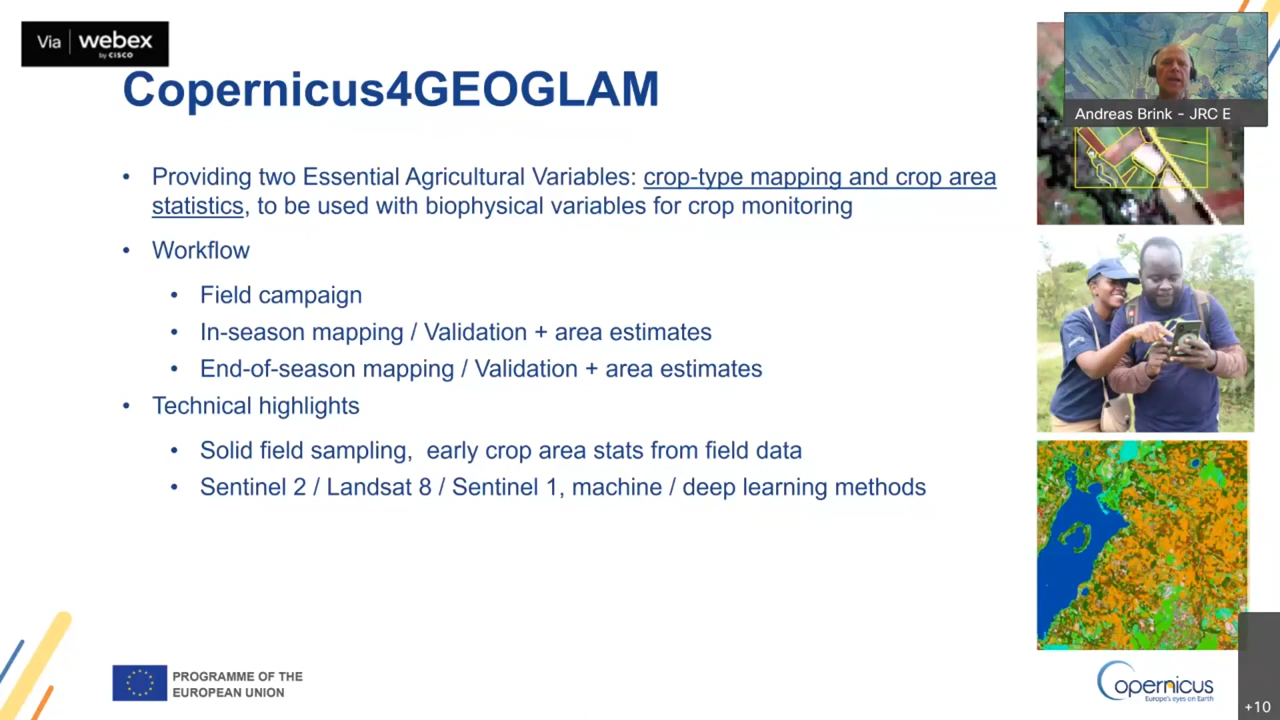 Via webex
by CISCO
Copernicus4GEOGLAM
Andreas Brink - JRC E
• Providing two Essential Agricultural Variables: crop-type mapping and crop area
statistics, to be used with biophysical variables for crop monitoring
• Workflow
• Field campaign
• In-season mapping / Validation + area estimates
• End-of-season mapping / Validation + area estimates
• Technical highlights
• Solid field sampling, early crop area stats from field data
• Sentinel 2 / Landsat 8 / Sentinel 1, machine / deep learning methods
PROGRAMME OF THE
EUROPEAN UNION
Copernicus
Europe's eyes on Earth
+10